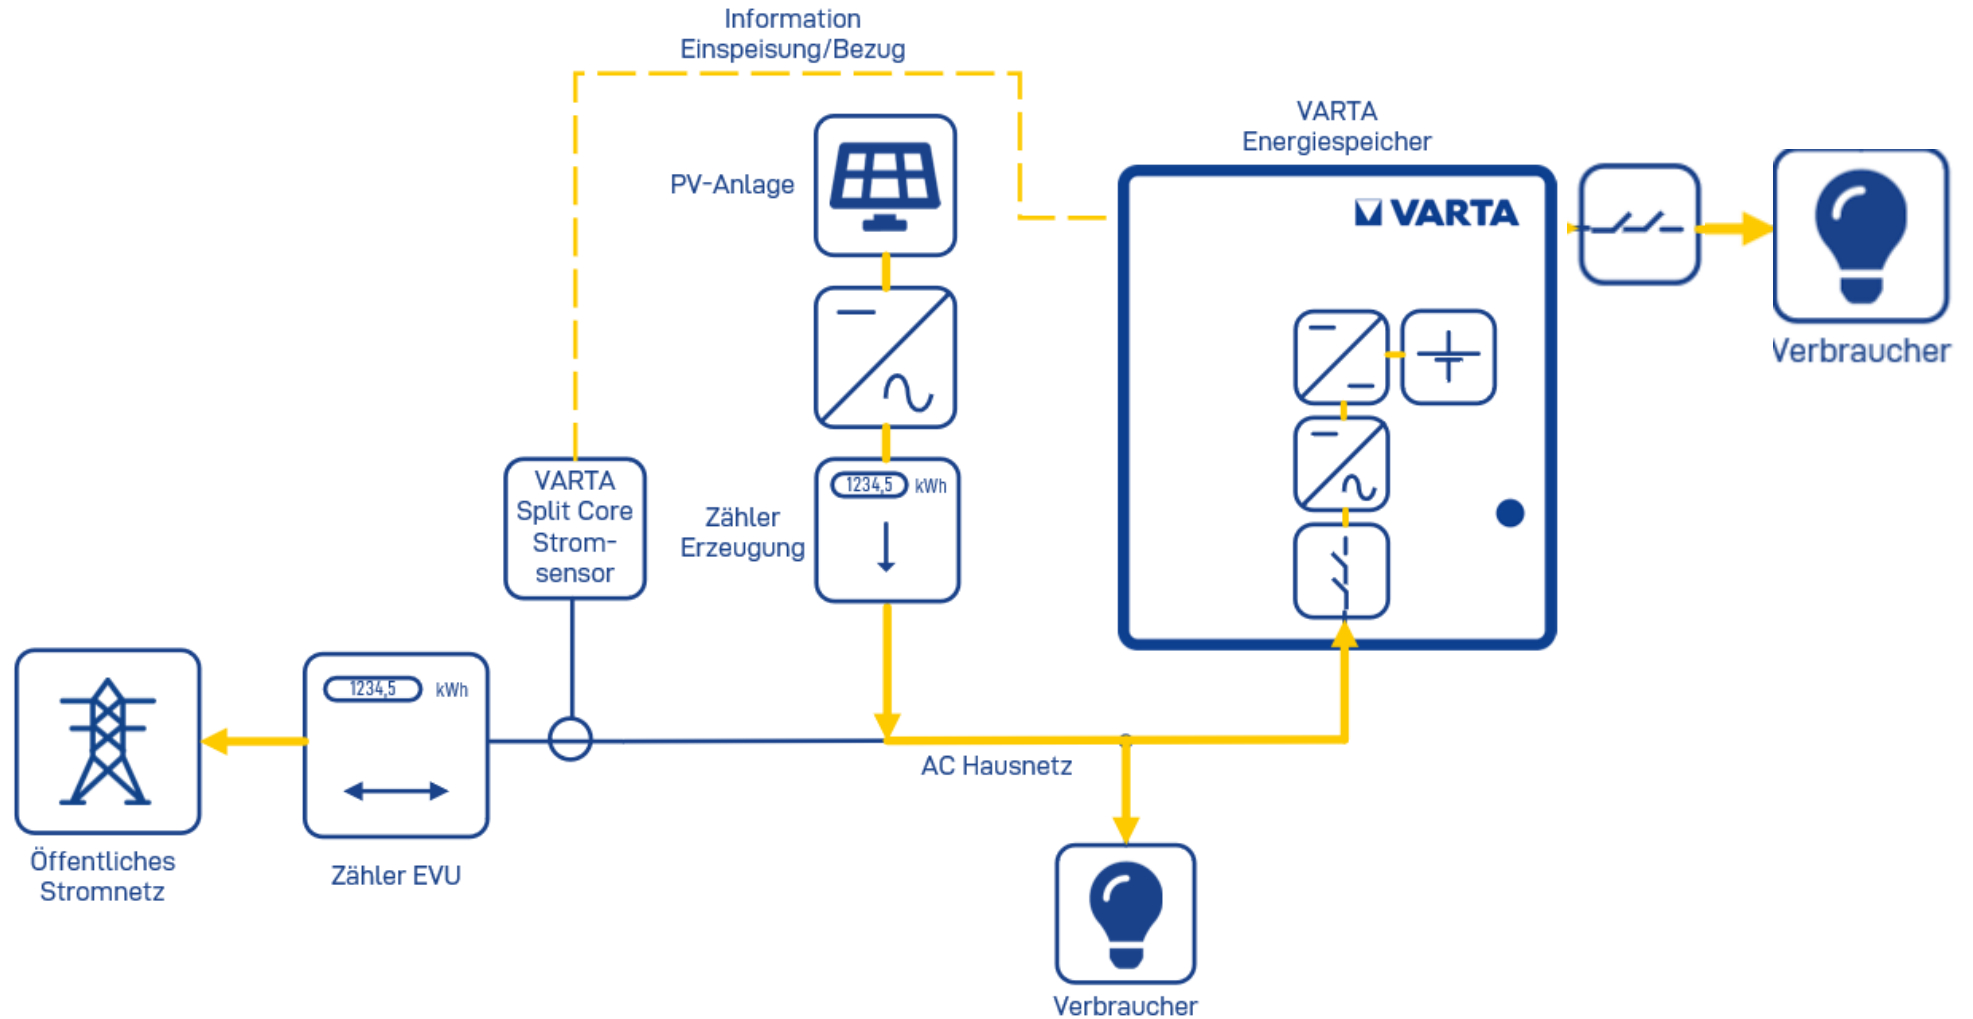 Information
Einspeisung/Bezug
VARTA
Energiespeicher
PV-Anlage
VARTA
Verbraucher
VARTA
Split Core
Strom-
sensor
1234,5 kWh
Zähler
Erzeugung
1234,5 kWh
AC Hausnetz
Öffentliches
Stromnetz
Zähler EVU
Verbraucher